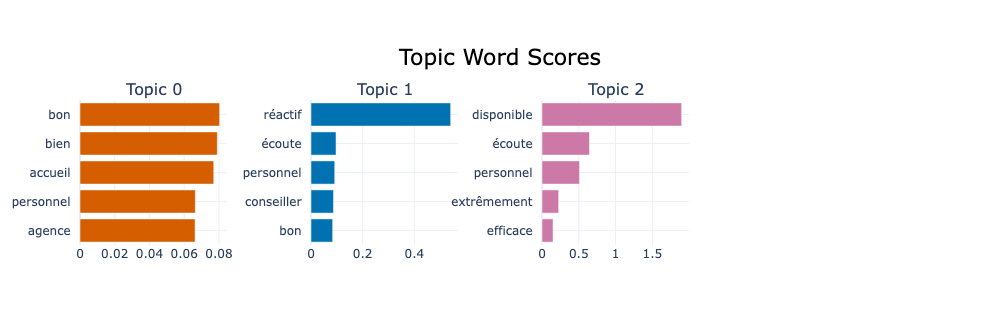 Topic Word Scores
Topic 0
bon
bien
accueil
personnel
agence
0 0.02 0.04 0.06 0.08
Topic 1
réactif
écoute
personnel
conseiller
bon
0 0.2 0.4
Topic 2
disponible
écoute
personnel
extrêmement
efficace
0 0.5 1 1.5